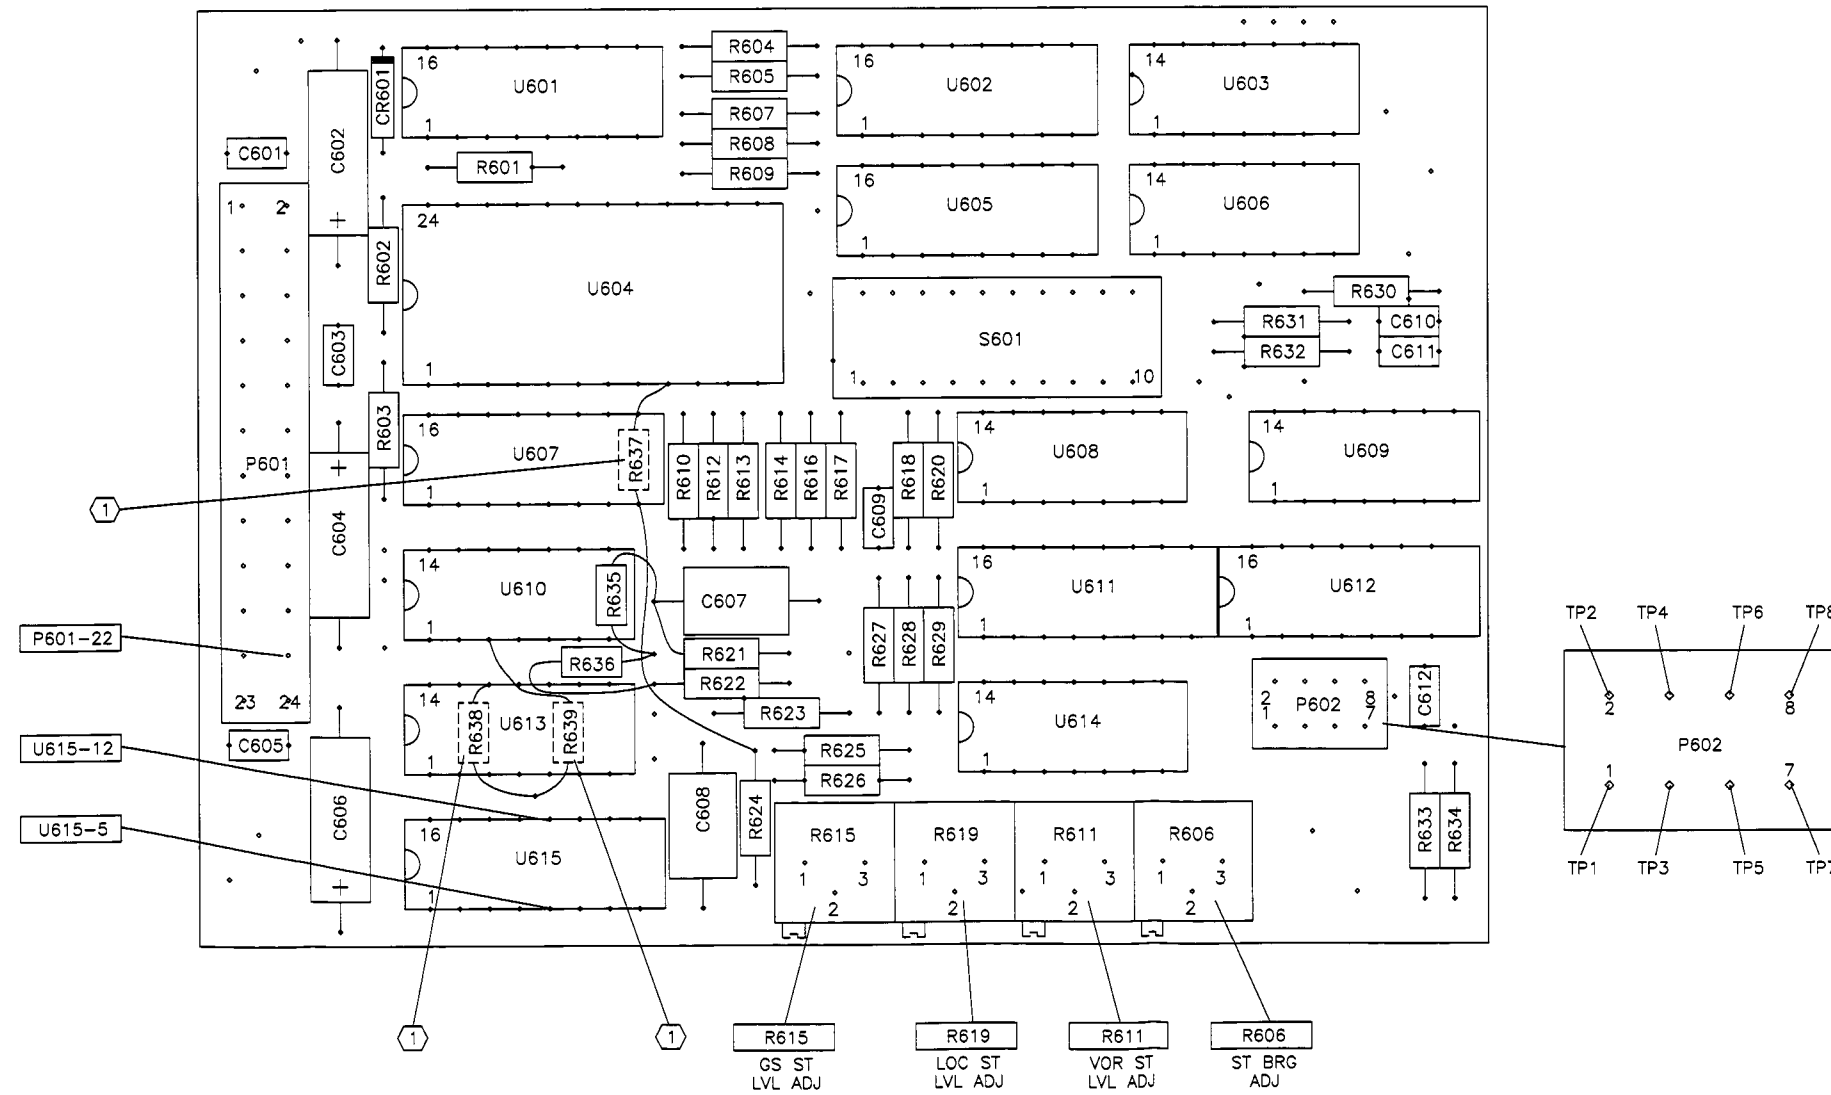 16
U601
1
CR601
C602
+
C601
R601
R604
R605
R607
R608
R609
16
U602
1
14
U603
1
16
U605
1
14
U606
1
1 2
P601
23 24
R602
C603
R603
24
U604
1
S601
1 10
R630
R631
C610
R632
C611
16
U607
1
R637
R610
R612
R613
R614
R616
R617
C609
R618
R620
14
U608
1
14
U609
1
1
+
C604
14
U610
1
R635
C607
R636
R621
R622
R623
R627
R628
R629
16
U611
1
16
U612
1
P601-22
14
U613
1
R638
R639
C605
U615-12
U615-5
C606
+
16
U615
1
C608
R624
R625
R626
14
U614
1
2 8
P602
1 7
C612
R633
R634
R615
1 3
2
R619
1 3
2
R611
1 3
2
R606
1 3
2
TP2 TP4 TP6 TP8
2 8
P602
1 7
TP1 TP3 TP5 TP7
1
1
R615
GS ST
LVL ADJ
R619
LOC ST
LVL ADJ
R611
VOR ST
LVL ADJ
R606
ST BRG
ADJ